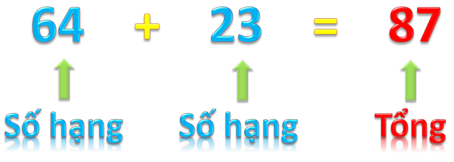 64 + 23 = 87
Số hạng Số hạng Tổng